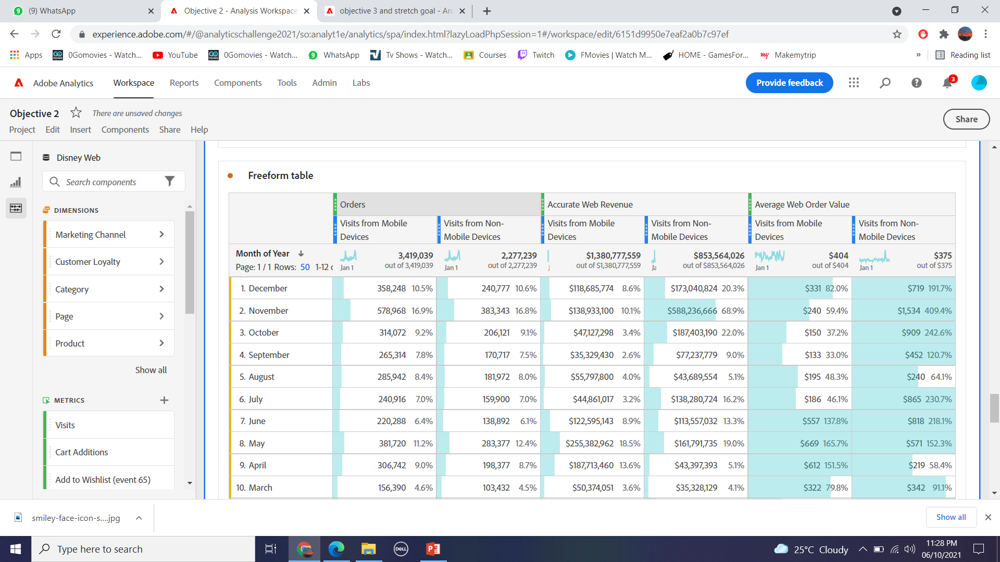 (9) WhatsApp
Objective 2 - Analysis Workspace
objective 3 and stretch goal - An
experience.adobe.com/#/@analyticschallenge2021/so:analyt1e/analytics/spa/index.html?lazyLoadPhpSession=1#/workspace/edit/6151d9950e7eaf2a0b7c97ef
Apps 0Gomovies - Watch... YouTube 0Gomovies - Watch... 9 WhatsApp Tv Shows - Watch... Courses Twitch FMovies | Watch M... HOME - GamesFor... my Makemytrip » Reading list
Adobe Analytics Workspace Reports Components Tools Admin Labs Provide feedback 3
Objective 2 There are unsaved changes
Share
Project Edit Insert Components Share Help
Disney Web
Search components
DIMENSIONS
Marketing Channel
Customer Loyalty
Category
Page
Product
Show all
METRICS
Visits
Cart Additions
Add to Wishlist (event 65)
Freeform table
Orders Accurate Web Revenue Average Web Order Value
Visits from Mobile Devices Visits from Non-Mobile Devices Visits from Mobile Devices Visits from Non-Mobile Devices Visits from Mobile Devices Visits from Non-Mobile Devices
Month of Year 3,419,039 2,277,239 $1,380,777,559 $853,564,026 $404 $375
Page: 1 / 1 Rows: 50 1-12 Jan 1 out of 3,419,039 Jan 1 out of 2,277,239 J out of $1,380,777,559 Ja out of $853,564,026 Jan 1 out of $404 Jan 1 out of $375
1. December 358,248 10.5% 240,777 10.6% $118,685,774 8.6% $173,040,824 20.3% $331 82.0% $719 191.7%
2. November 578,968 16.9% 383,343 16.8% $138,933,100 10.1% $588,236,666 68.9% $240 59.4% $1,534 409.4%
3. October 314,072 9.2% 206,121 9.1% $47,127,298 3.4% $187,403,190 22.0% $150 37.2% $909 242.6%
4. September 265,314 7.8% 170,717 7.5% $35,329,430 2.6% $77,237,779 9.0% $133 33.0% $452 120.7%
5. August 285,942 8.4% 181,972 8.0% $55,797,800 4.0% $43,689,554 5.1% $195 48.3% $240 64.1%
6. July 240,916 7.0% 159,900 7.0% $44,861,017 3.2% $138,280,724 16.2% $186 46.1% $865 230.7%
7. June 220,288 6.4% 138,892 6.1% $122,595,143 8.9% $113,557,032 13.3% $557 137.8% $818 218.1%
8. May 381,720 11.2% 283,377 12.4% $255,382,962 18.5% $161,791,735 19.0% $669 165.7% $571 152.3%
9. April 306,742 9.0% 198,377 8.7% $187,713,460 13.6% $43,397,393 5.1% $612 151.5% $219 58.4%
10. March 156,390 4.6% 103,432 4.5% $50,374,051 3.6% $35,328,129 4.1% $322 79.8% $342 91.1%
smiley-face-icon-s....jpg
Show all
Type here to search
DELL
25°C Cloudy
11:28 PM
06/10/2021